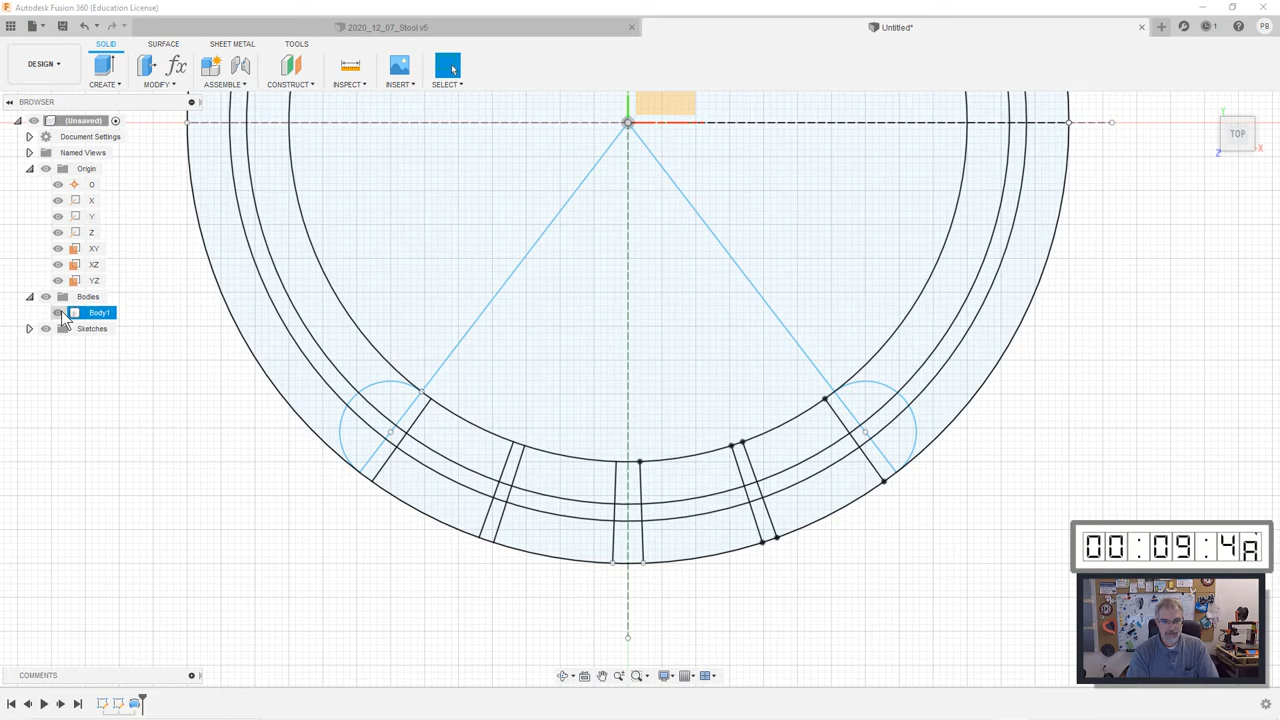 Autodesk Fusion 360 (Education License)
2020_12_07_Stool v5
Untitled*
PB
DESIGN
SOLID
SURFACE
SHEET METAL
TOOLS
CREATE
MODIFY
ASSEMBLE
CONSTRUCT
INSPECT
INSERT
SELECT
BROWSER
(Unsaved)
Document Settings
Named Views
Origin
O
X
Y
Z
XY
XZ
YZ
Bodies
Body1
Sketches
Y
TOP
X
Z
COMMENTS